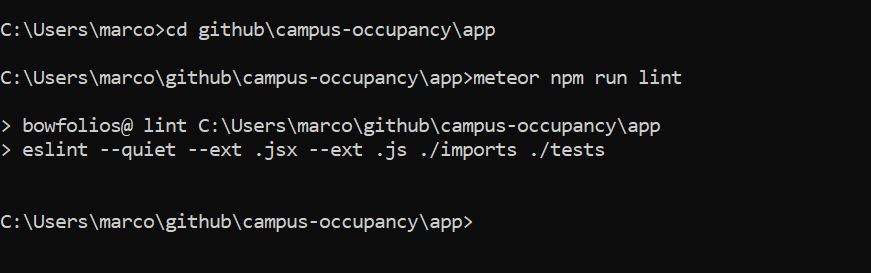 C:\Users\marco>cd github\campus-occupancy\app
C:\Users\marco\github\campus-occupancy\app>meteor npm run lint
> bowfolios@ lint C:\Users\marco\github\campus-occupancy\app
> eslint --quiet --ext .jsx --ext .js ./imports ./tests
C:\Users\marco\github\campus-occupancy\app>